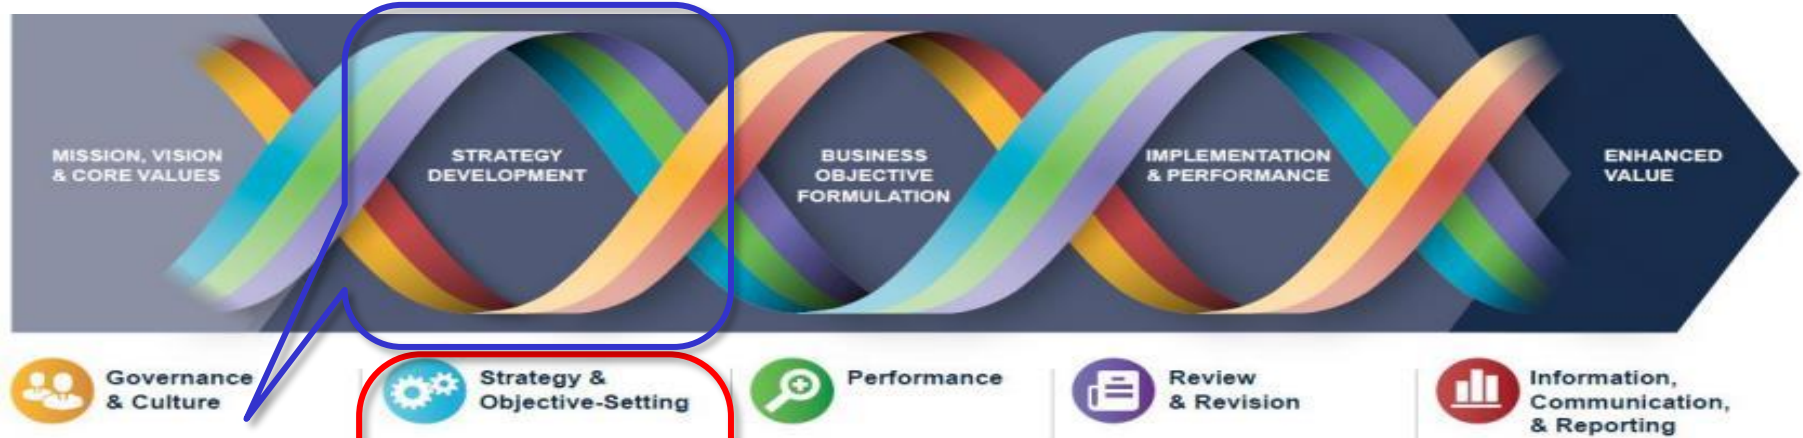 MISSION, VISION
& CORE VALUES
STRATEGY
DEVELOPMENT
BUSINESS
OBJECTIVE
FORMULATION
IMPLEMENTATION
& PERFORMANCE
ENHANCED
VALUE
Governance
& Culture
Strategy &
Objective-Setting
Performance
Review
& Revision
Information,
Communication,
& Reporting